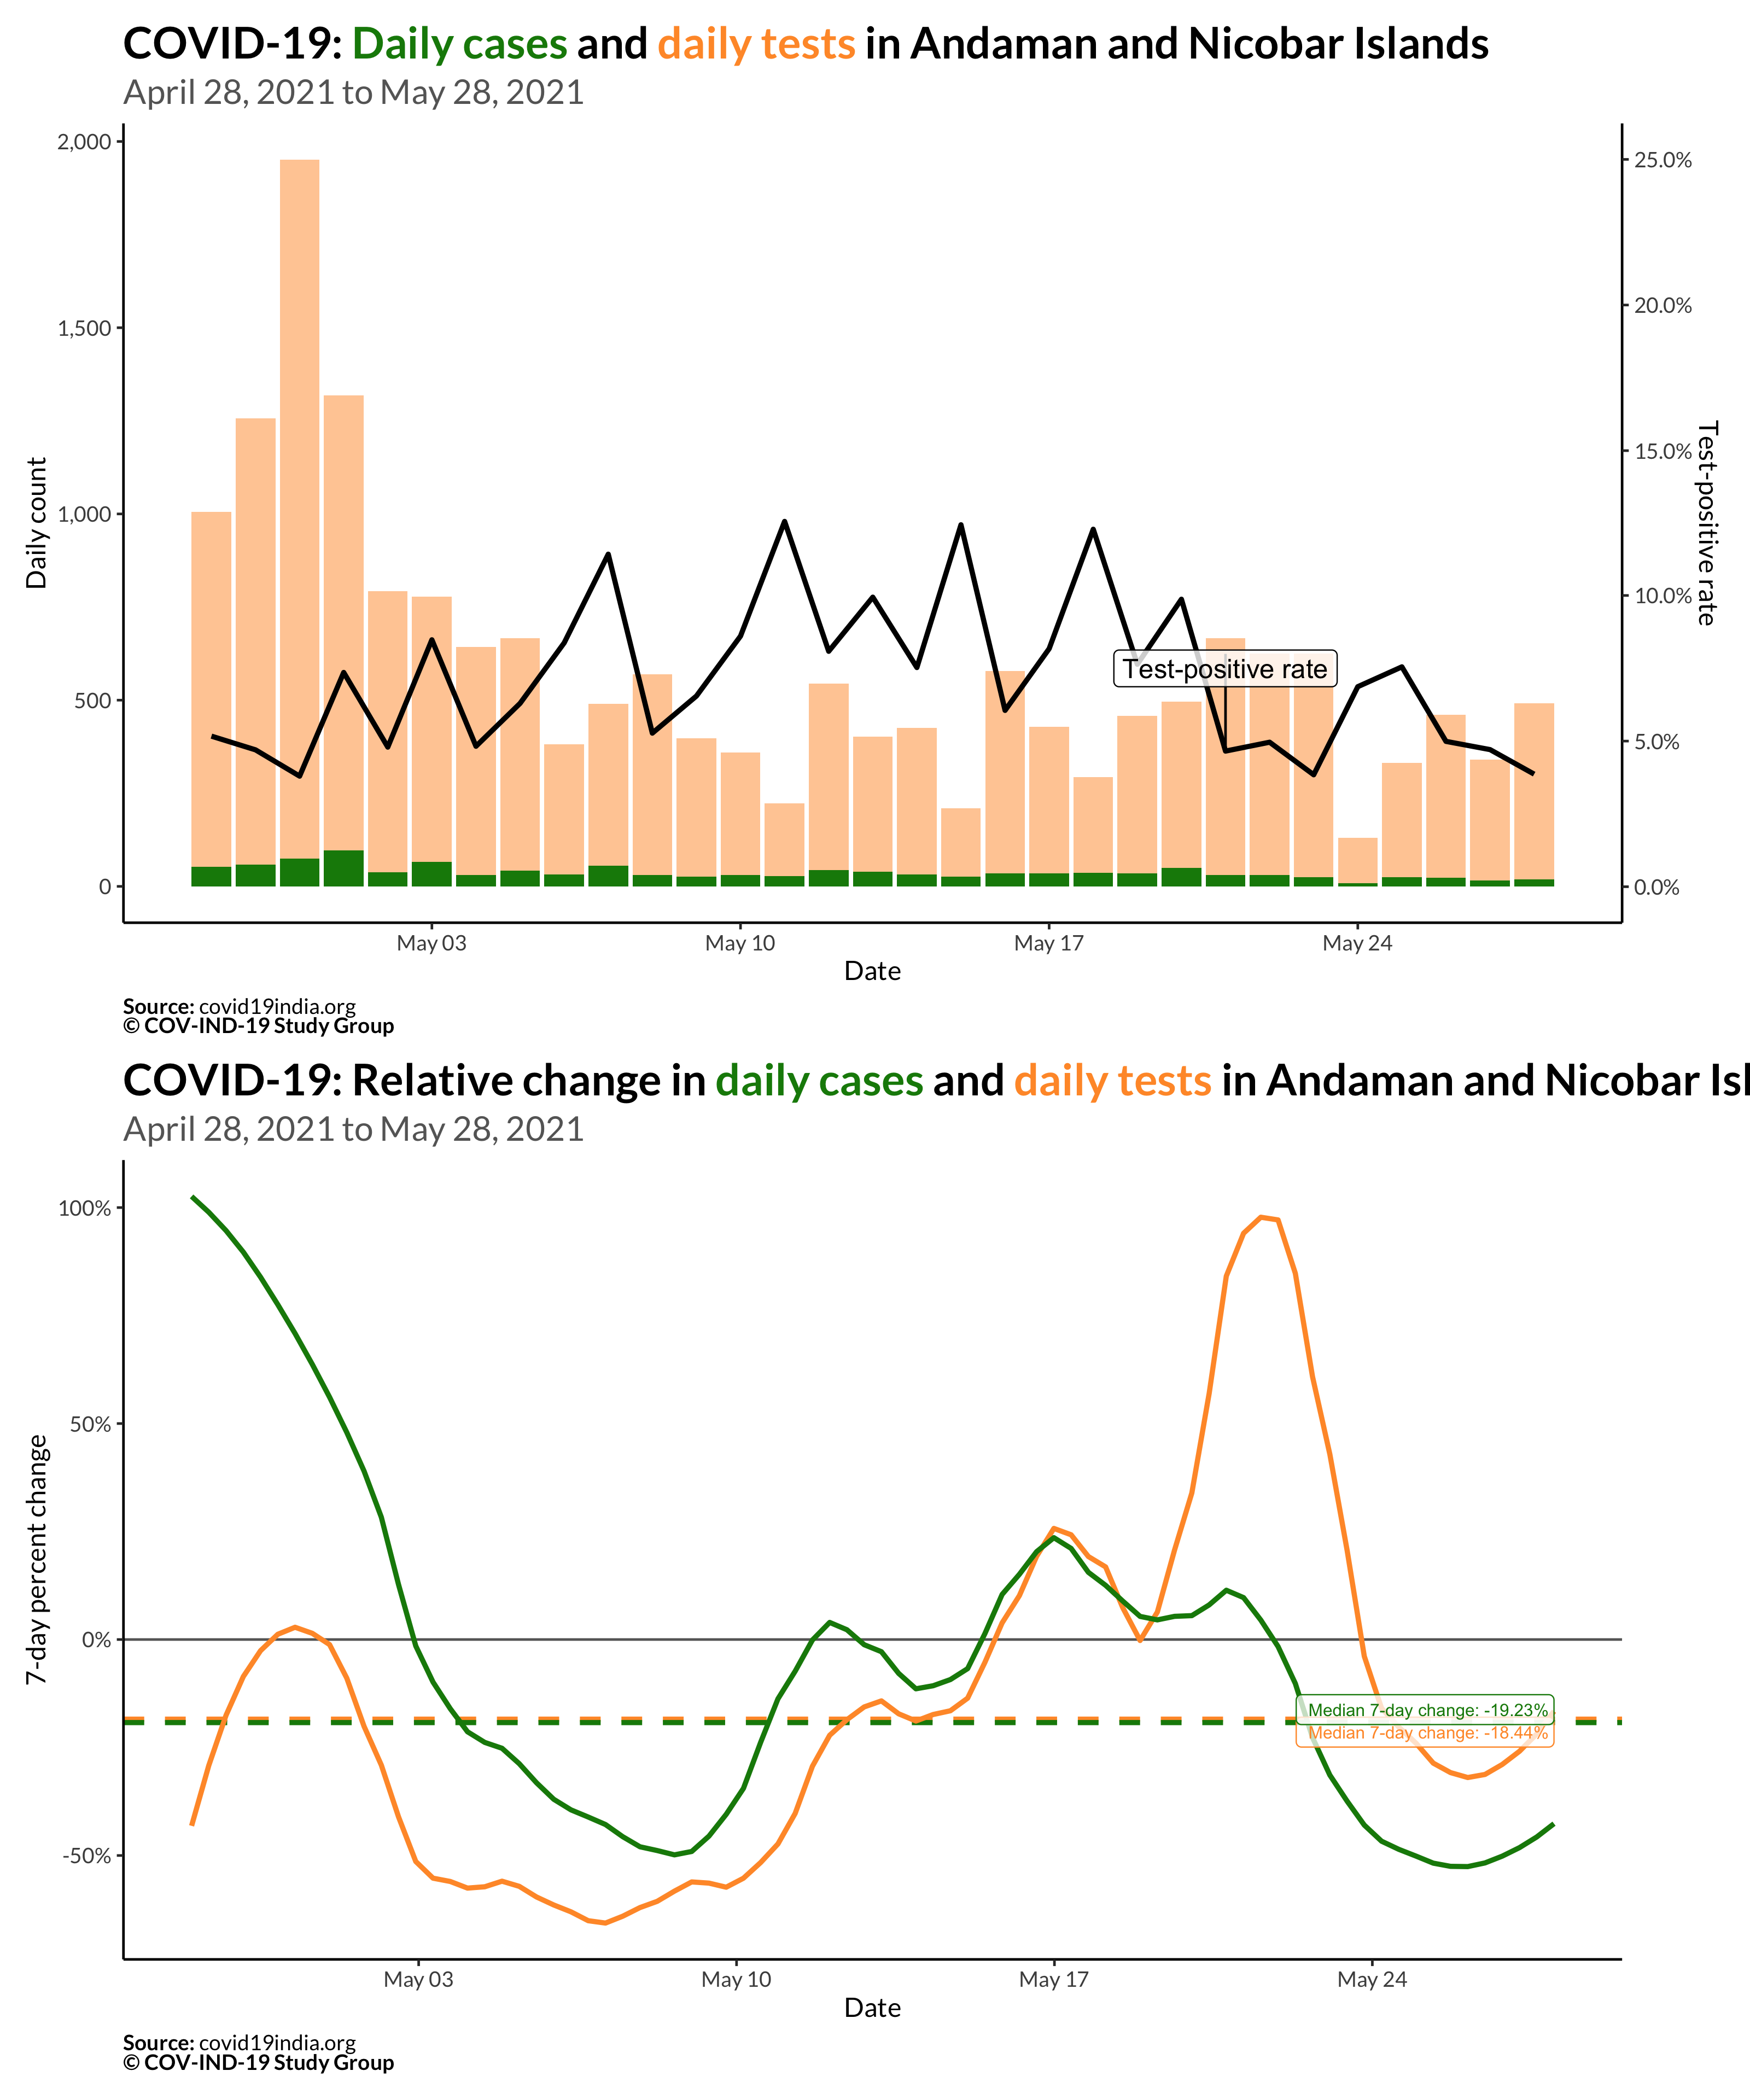 COVID-19: Daily cases and daily tests in Andaman and Nicobar Islands
April 28, 2021 to May 28, 2021
2,000
1,500
1,000
500
0
Daily count
25.0%
20.0%
15.0%
10.0%
5.0%
0.0%
Test-positive rate
Test-positive rate
May 03
May 10
May 17
May 24
Date
Source: covid19india.org
© COV-IND-19 Study Group
COVID-19: Relative change in daily cases and daily tests in Andaman and Nicobar Isl
April 28, 2021 to May 28, 2021
100%
50%
0%
-50%
7-day percent change
Median 7-day change: -19.23%
Median 7-day change: -18.44%
May 03
May 10
May 17
May 24
Date
Source: covid19india.org
© COV-IND-19 Study Group